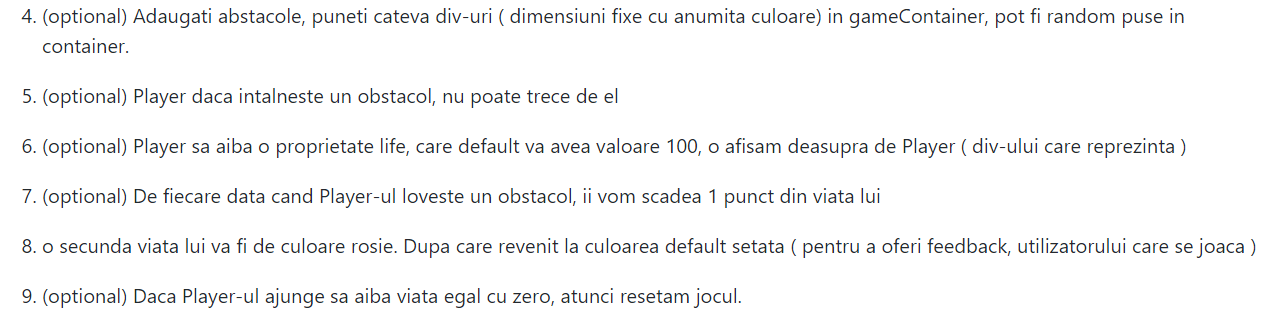 4. (optional) Adaugati abstacole, puneti cateva div-uri ( dimensiuni fixe cu anumita culoare) in gameContainer, pot fi random puse in
container.
5. (optional) Player daca intalneste un obstacol, nu poate trece de el
6. (optional) Player sa aiba o proprietate life, care default va avea valoare 100, o afisam deasupra de Player ( div-ului care reprezinta )
7. (optional) De fiecare data cand Player-ul loveste un obstacol, ii vom scadea 1 punct din viata lui
8. o secunda viata lui va fi de culoare rosie. Dupa care revenit la culoarea default setata ( pentru a oferi feedback, utilizatorului care se joaca )
9. (optional) Daca Player-ul ajunge sa aiba viata egal cu zero, atunci resetam jocul.